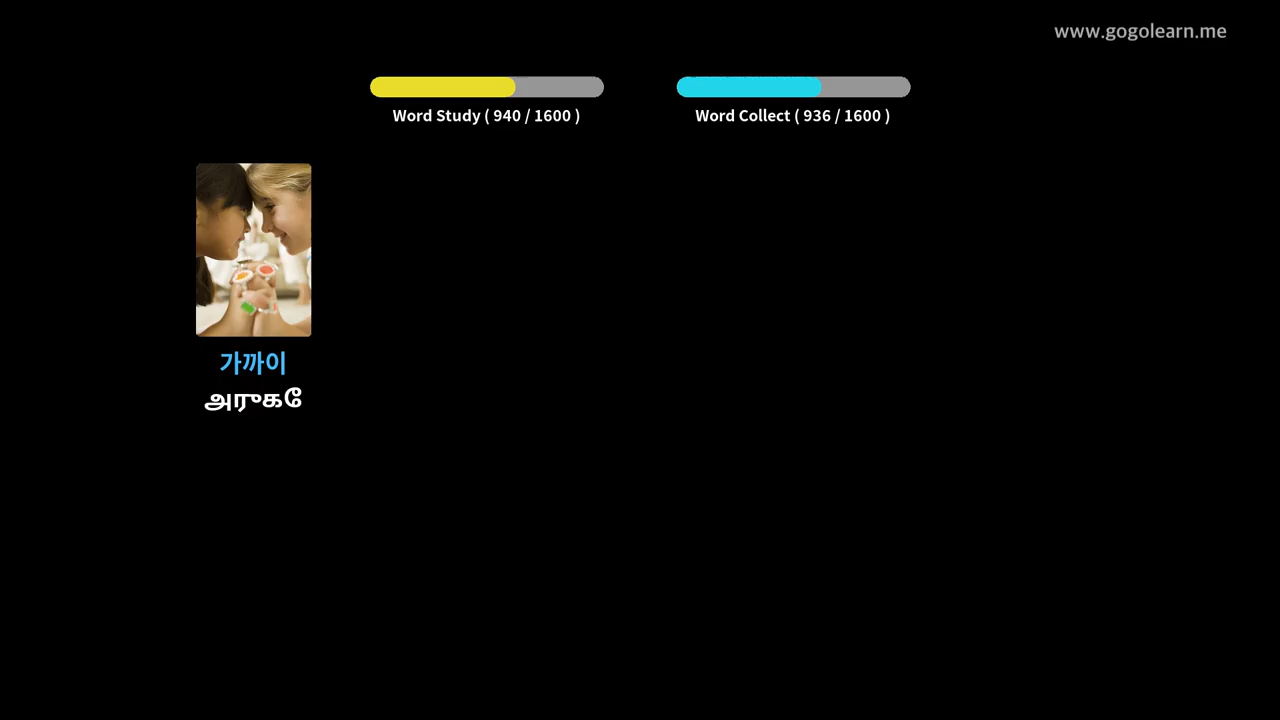 www.gogolearn.me
Word Study ( 940 / 1600 )
Word Collect ( 936 / 1600 )
가까이
அருகே